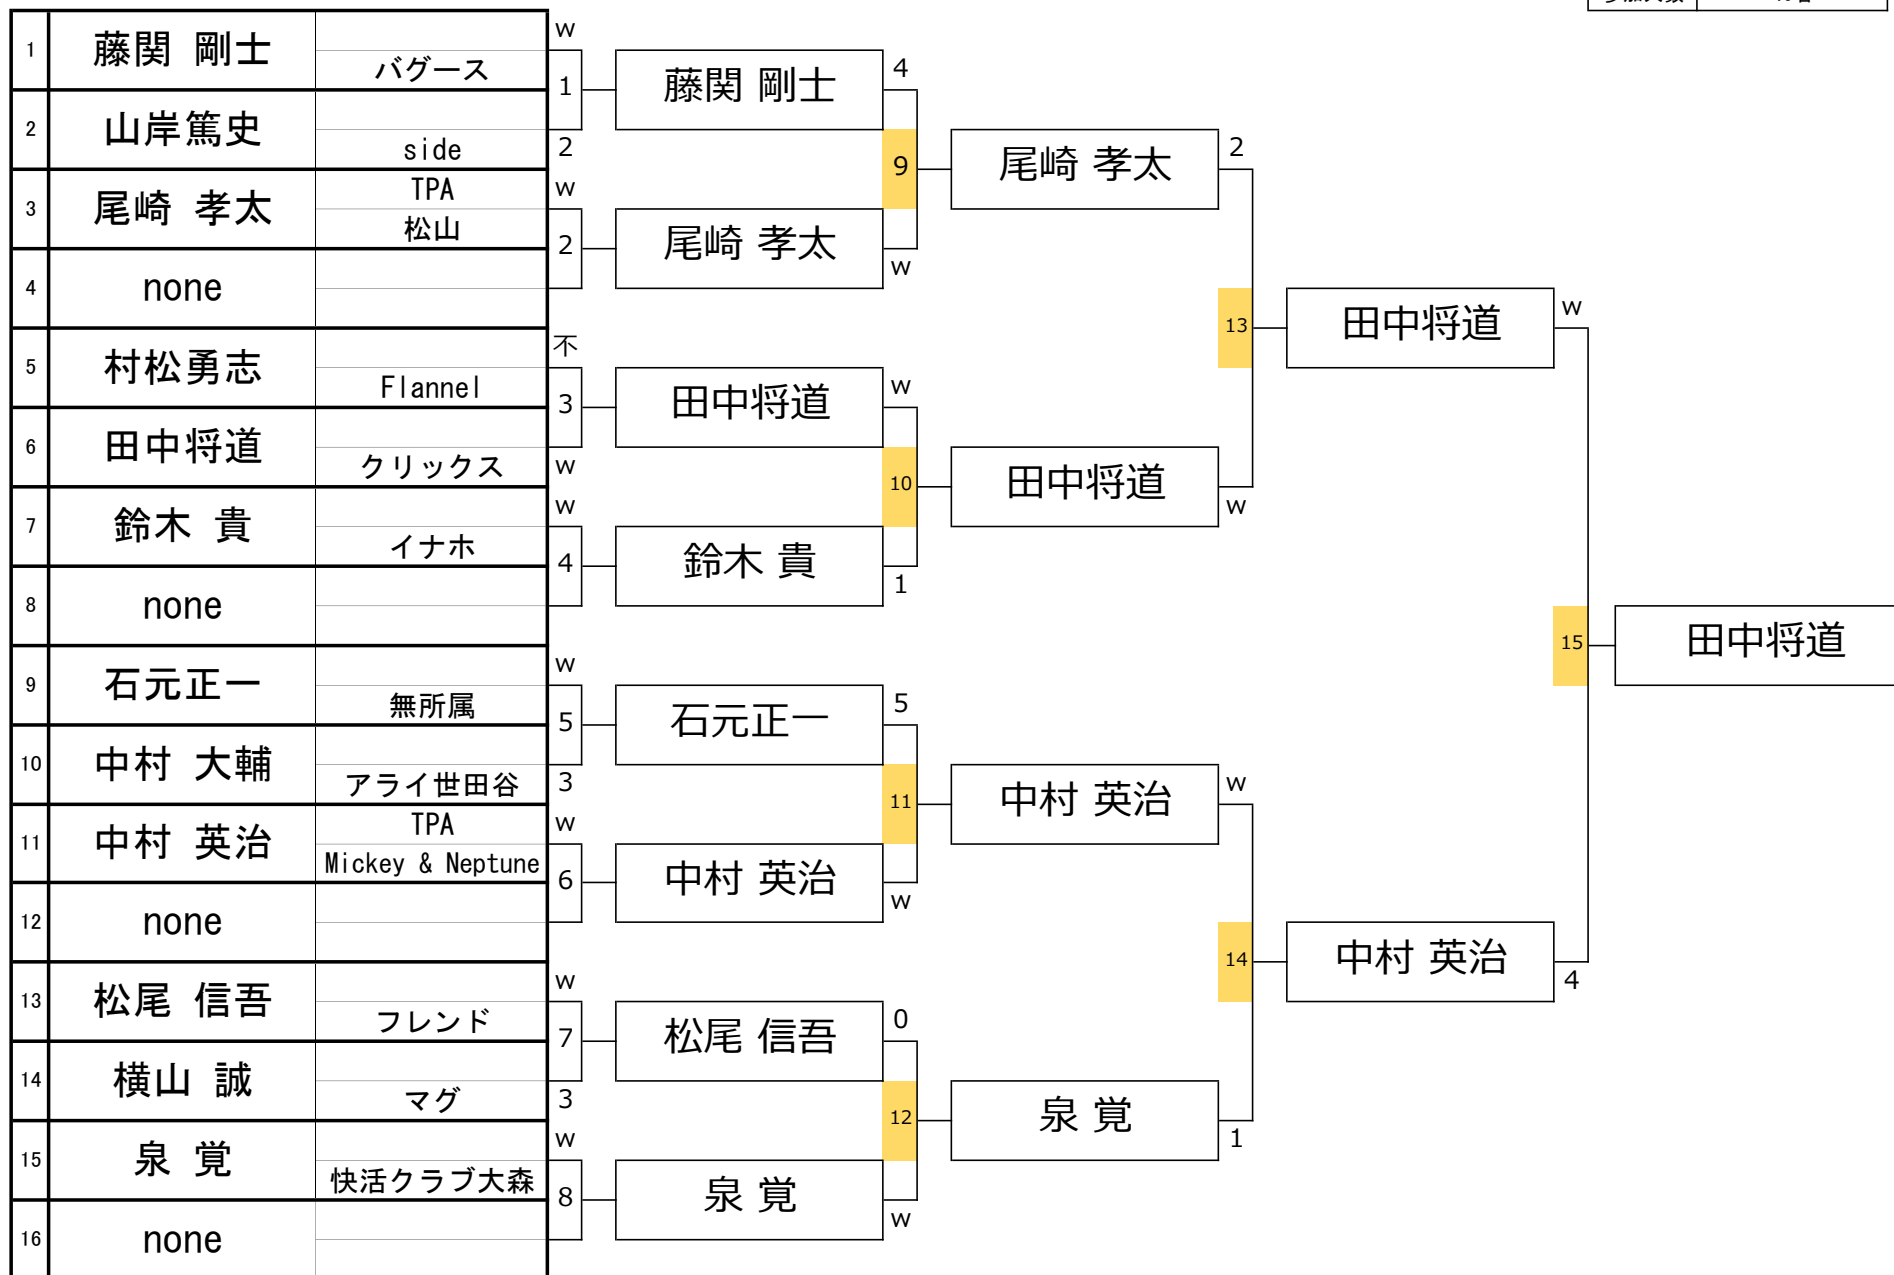 1 藤関 剛士 バグース
2 山岸篤史 side
3 尾崎 孝太 TPA 松山
4 none
5 村松勇志 Flannel
6 田中将道 クリックス
7 鈴木 貴 イナホ
8 none
9 石元正一 無所属
10 中村 大輔 アライ世田谷
11 中村 英治 TPA Mickey & Neptune
12 none
13 松尾 信吾 フレンド
14 横山 誠 マグ
15 泉 覚 快活クラブ大森
16 none
w
1
2
w
2
不
3
w
w
4
w
5
3
w
6
w
7
3
w
8
藤関 剛士 4
9
尾崎 孝太 w
田中将道 w
10
鈴木 貴 1
石元正一 5
11
中村 英治 w
松尾 信吾 0
12
泉 覚 w
尾崎 孝太 2
13
田中将道 w
中村 英治 w
14
泉 覚 1
田中将道 w
15
中村 英治 4
田中将道